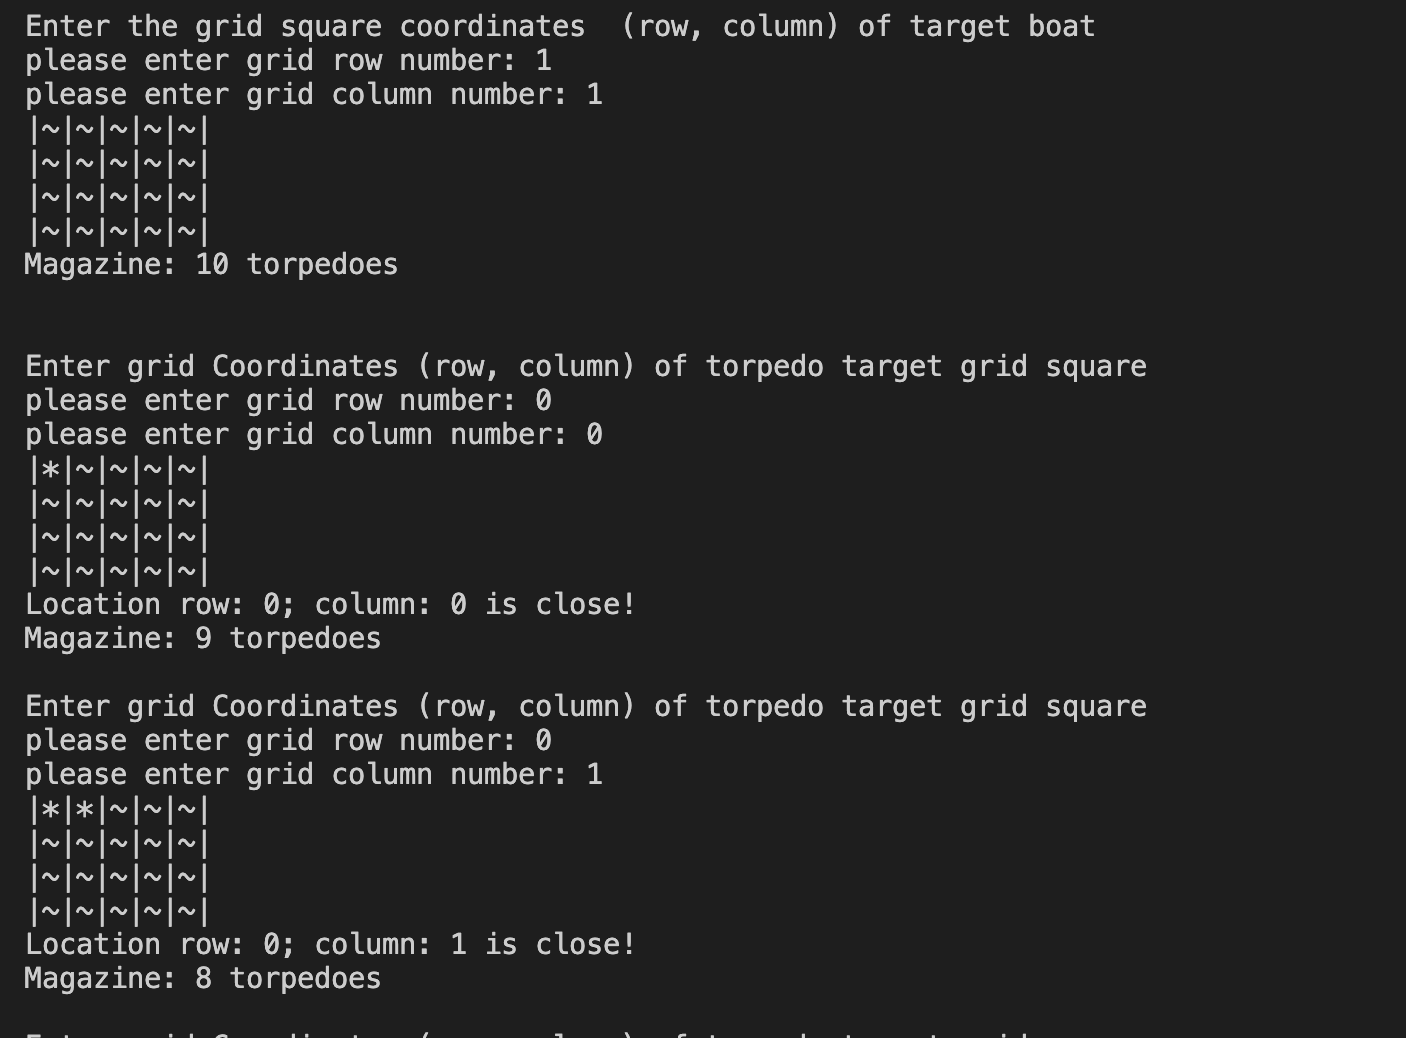 Enter the grid square coordinates  (row, column) of target boat
please enter grid row number: 1
please enter grid column number: 1
|~|~|~|~|~|
|~|~|~|~|~|
|~|~|~|~|~|
|~|~|~|~|~|
Magazine: 10 torpedoes
Enter grid Coordinates (row, column) of torpedo target grid square
please enter grid row number: 0
please enter grid column number: 0
|*|~|~|~|~|
|~|~|~|~|~|
|~|~|~|~|~|
|~|~|~|~|~|
Location row: 0; column: 0 is close!
Magazine: 9 torpedoes
Enter grid Coordinates (row, column) of torpedo target grid square
please enter grid row number: 0
please enter grid column number: 1
|*|*|~|~|~|
|~|~|~|~|~|
|~|~|~|~|~|
|~|~|~|~|~|
Location row: 0; column: 1 is close!
Magazine: 8 torpedoes